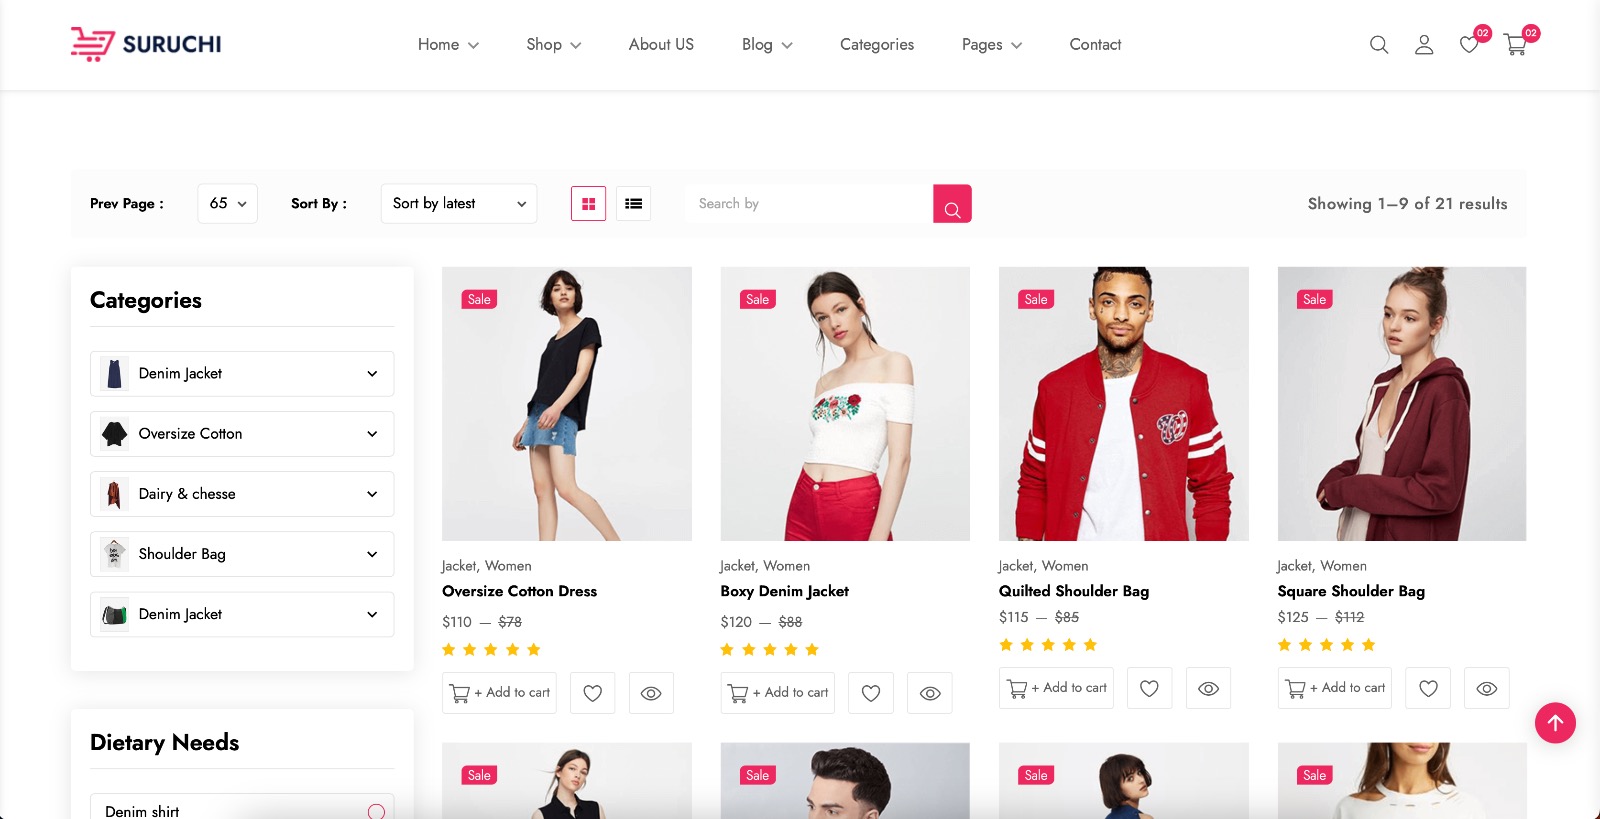 SURUCHI
Home Shop About US Blog Categories Pages Contact
02 02
Prev Page : 65 Sort By : Sort by latest Search by Showing 1–9 of 21 results
Categories
Denim Jacket
Oversize Cotton
Dairy & chesse
Shoulder Bag
Denim Jacket
Dietary Needs
Denim shirt
Sale Sale Sale Sale
Jacket, Women Jacket, Women Jacket, Women Jacket, Women
Oversize Cotton Dress Boxy Denim Jacket Quilted Shoulder Bag Square Shoulder Bag
$110 — $78 $120 — $88 $115 — $85 $125 — $112
+ Add to cart + Add to cart + Add to cart + Add to cart
Sale Sale Sale Sale